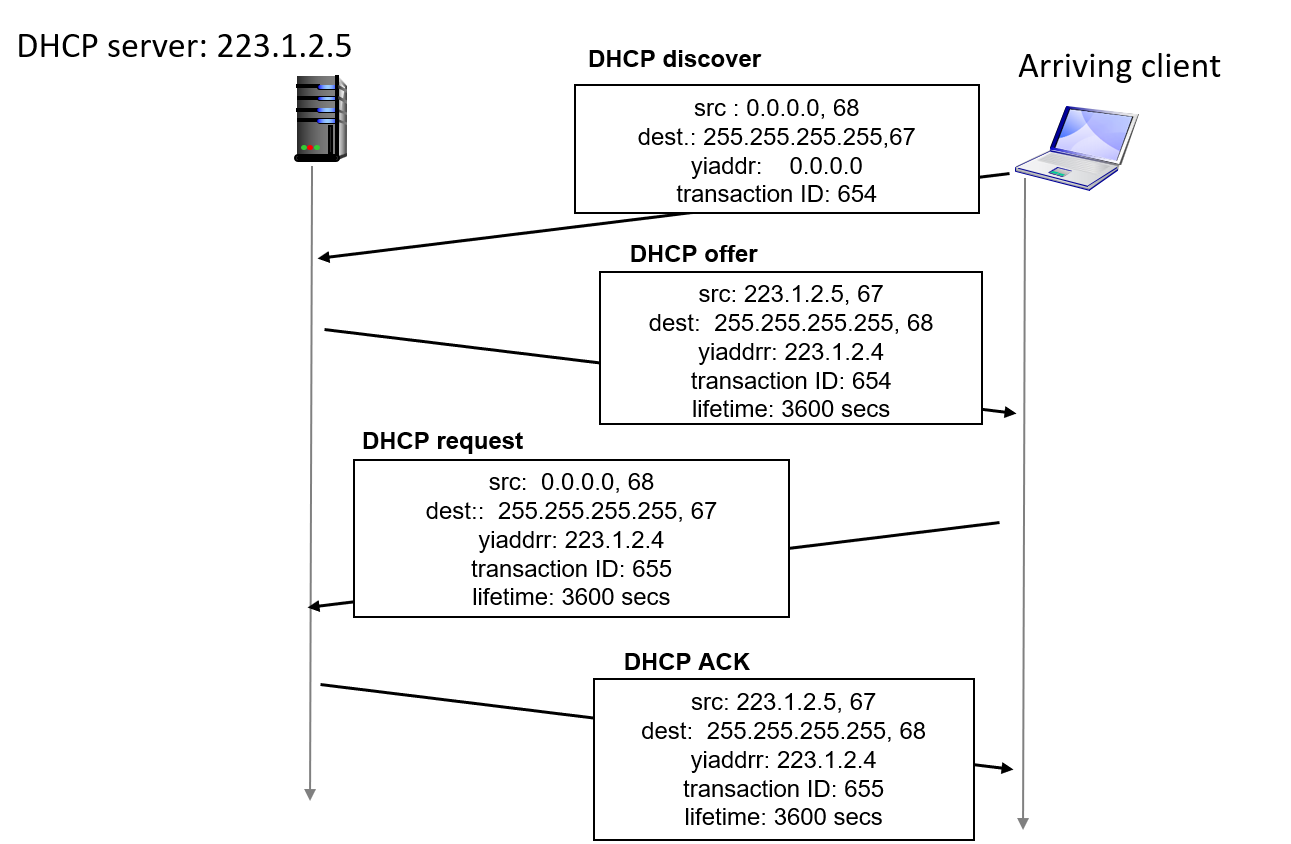 DHCP server: 223.1.2.5
Arriving client
DHCP discover
src : 0.0.0.0, 68
dest.: 255.255.255.255,67
yiaddr: 0.0.0.0
transaction ID: 654
DHCP offer
src: 223.1.2.5, 67
dest: 255.255.255.255, 68
yiaddrr: 223.1.2.4
transaction ID: 654
lifetime: 3600 secs
DHCP request
src: 0.0.0.0, 68
dest:: 255.255.255.255, 67
yiaddrr: 223.1.2.4
transaction ID: 655
lifetime: 3600 secs
DHCP ACK
src: 223.1.2.5, 67
dest: 255.255.255.255, 68
yiaddrr: 223.1.2.4
transaction ID: 655
lifetime: 3600 secs